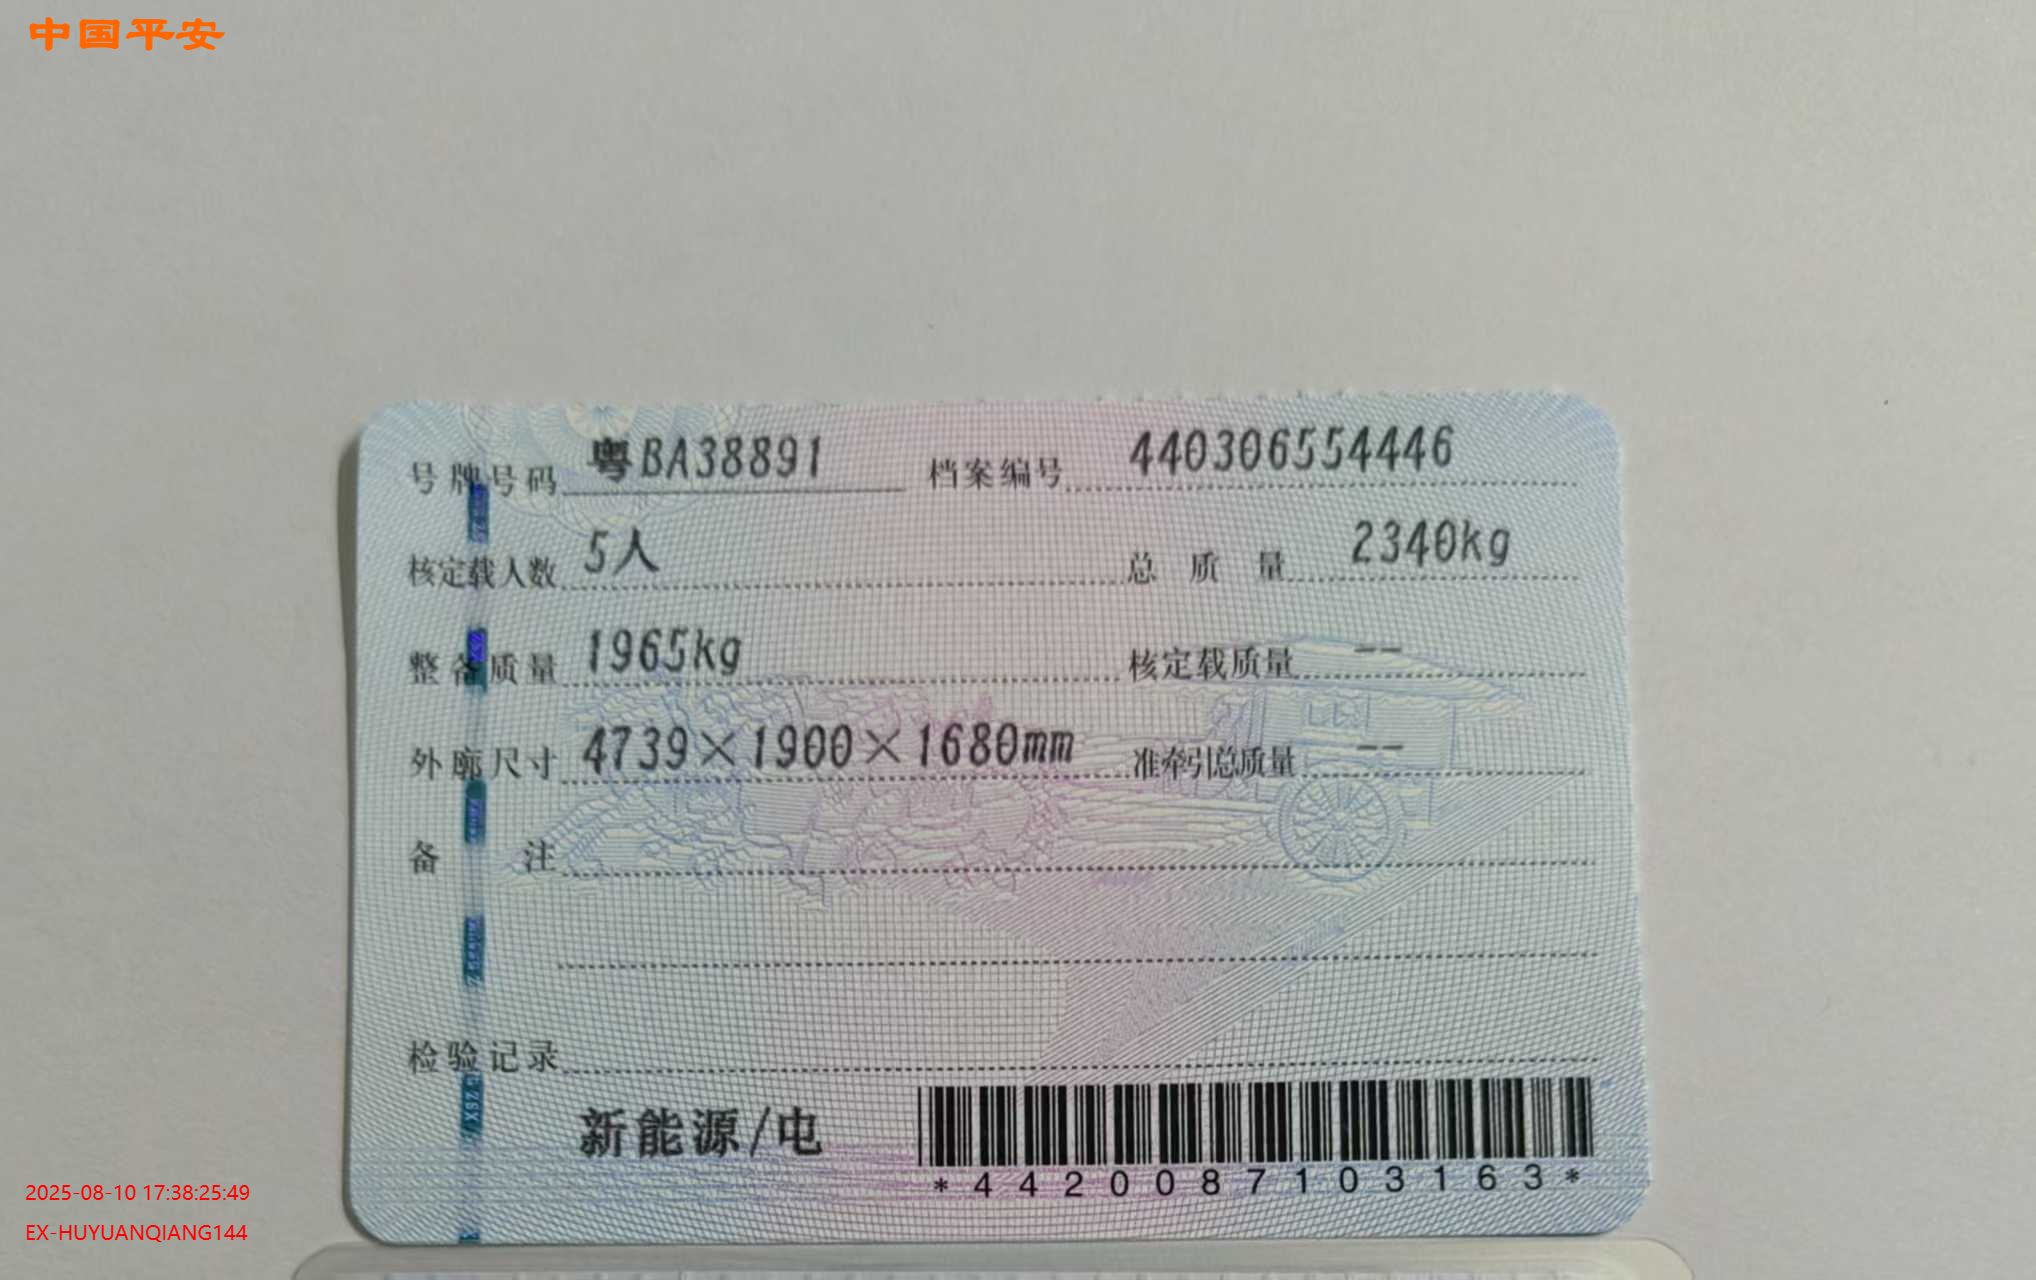 中国平安
号牌号码 粤BA38891 档案编号 440306554446
核定载人数 5人 总质量 2340kg
整备质量 1965kg 核定载质量 --
外廓尺寸 4739×1900×1680mm 准牵引总质量 --
备注
检验记录
新能源/电
*4420087103163*
2025-08-10 17:38:25:49
EX-HUYUANQIANG144